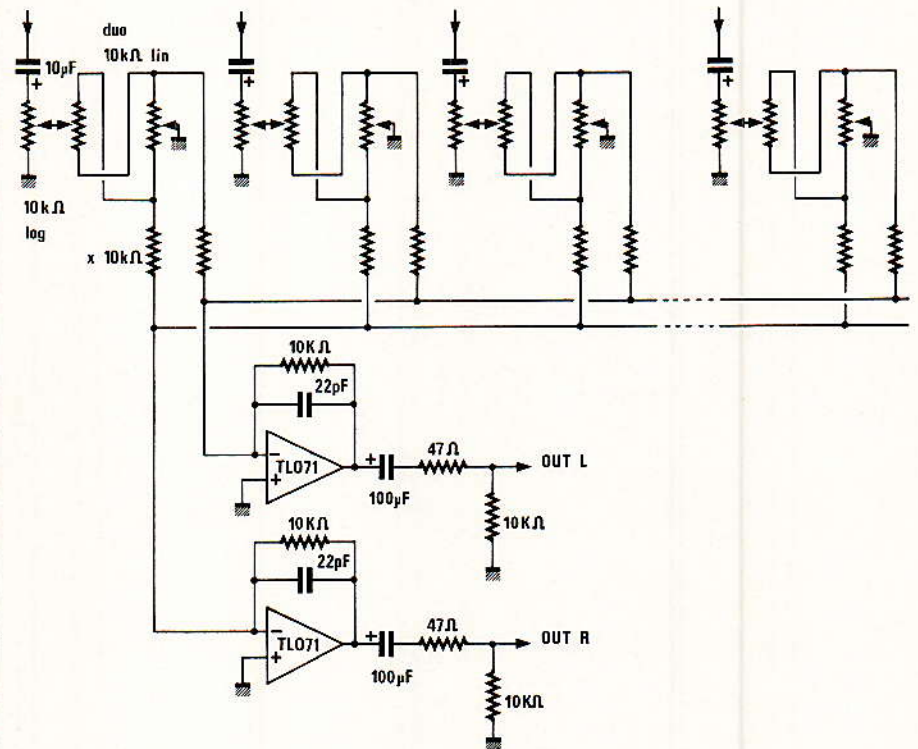 duo
10kΩ lin
10µF
+
+
+
+
10kΩ
log
x 10kΩ
10KΩ
22pF
−
TL071
+
+
100µF
47Ω
OUT L
10KΩ
10KΩ
22pF
−
TL071
+
+
100µF
47Ω
OUT R
10KΩ